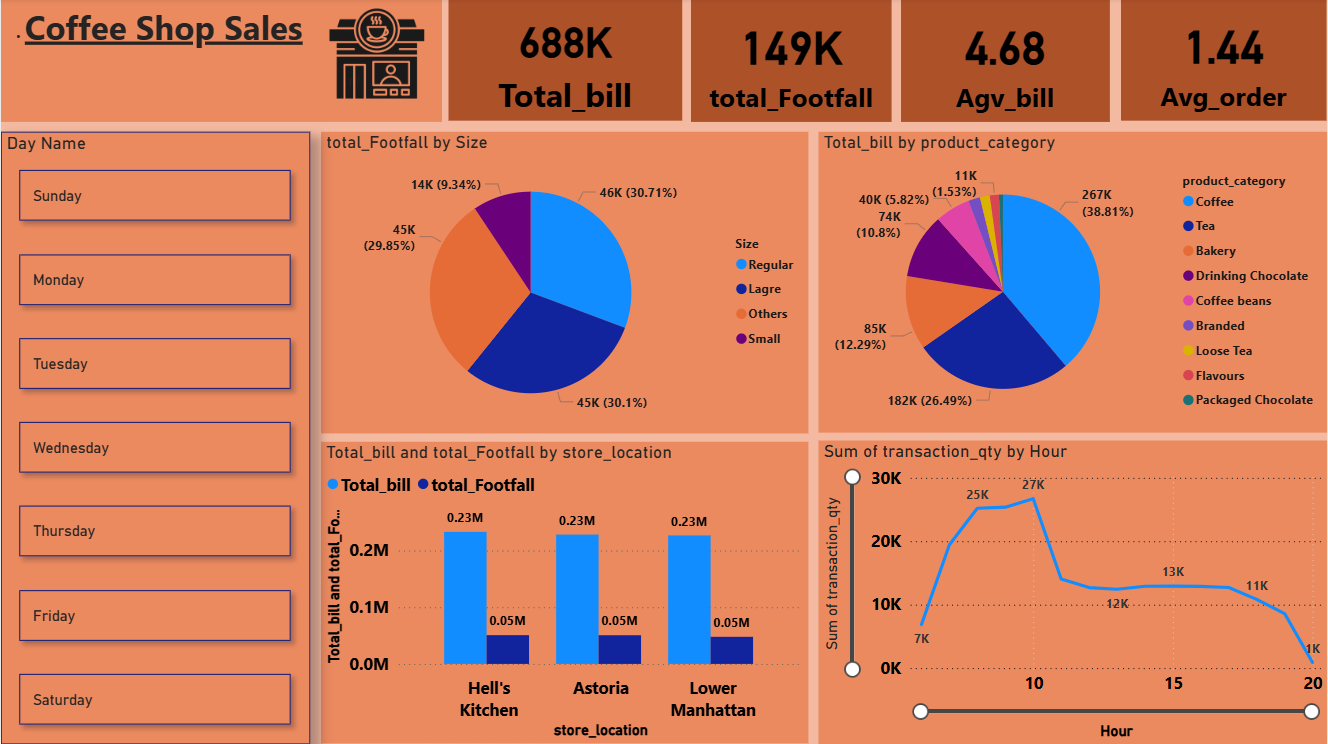 . Coffee Shop Sales
688K
Total_bill
149K
total_Footfall
4.68
Agv_bill
1.44
Avg_order
Day Name
Sunday
Monday
Tuesday
Wednesday
Thursday
Friday
Saturday
total_Footfall by Size
14K (9.34%)
46K (30.71%)
45K
(29.85%)
45K (30.1%)
Size
Regular
Lagre
Others
Small
Total_bill by product_category
11K
(1.53%)
40K (5.82%)
74K
(10.8%)
267K
(38.81%)
85K
(12.29%)
182K (26.49%)
product_category
Coffee
Tea
Bakery
Drinking Chocolate
Coffee beans
Branded
Loose Tea
Flavours
Packaged Chocolate
Total_bill and total_Footfall by store_location
Total_bill total_Footfall
Total_bill and total_Fo...
0.2M
0.1M
0.0M
0.23M
0.05M
0.23M
0.05M
0.23M
0.05M
Hell's
Kitchen
Astoria
Lower
Manhattan
store_location
Sum of transaction_qty by Hour
Sum of transaction_qty
30K
20K
10K
0K
7K
25K
27K
12K
13K
11K
1K
10
15
20
Hour